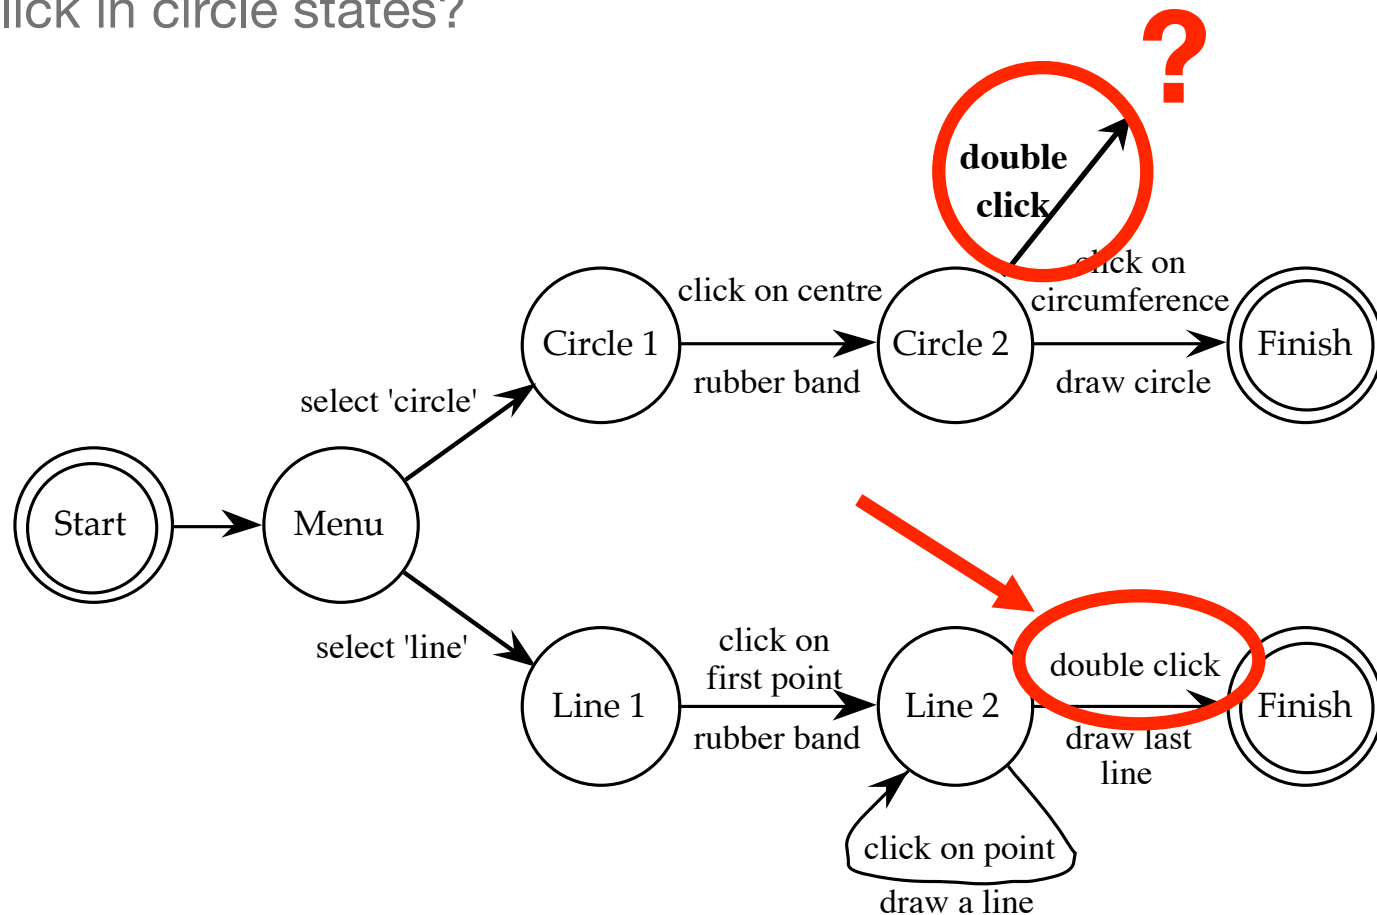 lick in circle states?
?
double
click
click on
circumference
click on centre
Circle 1
Circle 2
Finish
rubber band
draw circle
select 'circle'
Start
Menu
select 'line'
click on
first point
double click
Line 1
Line 2
Finish
rubber band
draw last
line
click on point
draw a line